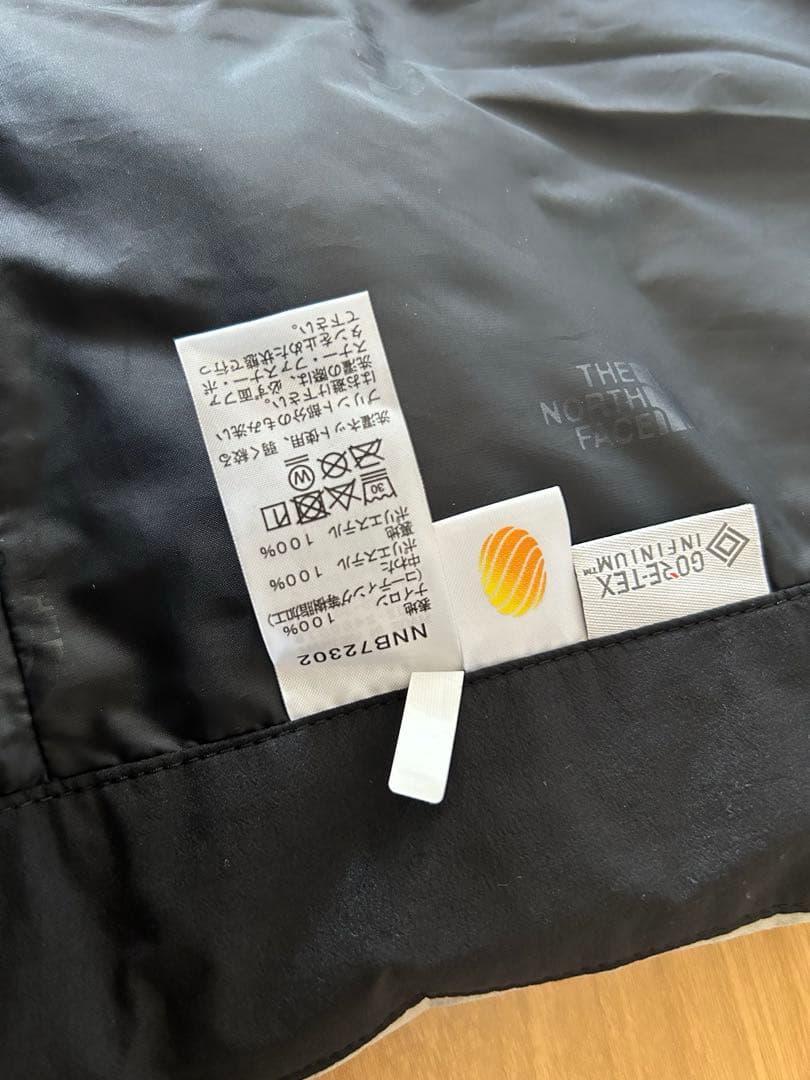 NNB72302
表地
ナイロン 100%
(コーティング等樹脂加工)
中わた
ポリエステル 100%
裏地
ポリエステル 100%
30
W
洗濯ネット使用、弱く絞る
プリント部分のもみ洗い
はお避け下さい。
洗濯の際は、必ず面ファ
スナー・ファスナー・ボ
タンを止めた状態で行っ
て下さい。
GORE-TEX
INFINIUM™
THE
NORTH
FACE